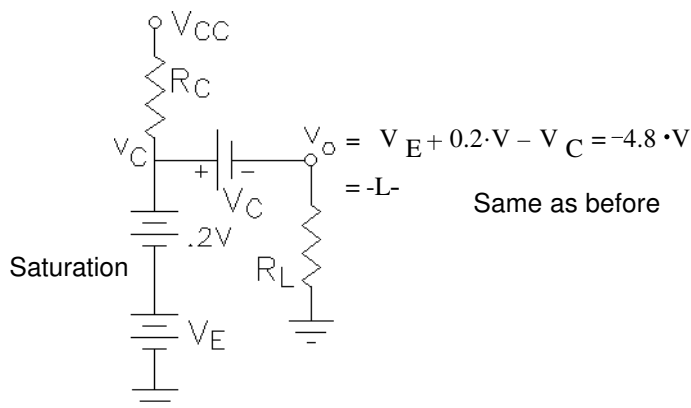 VCC
RC
vC
+ -
VC
vo = VE + 0.2·V – VC = -4.8 •V
= -L-
Same as before
.2V
Saturation
RL
VE